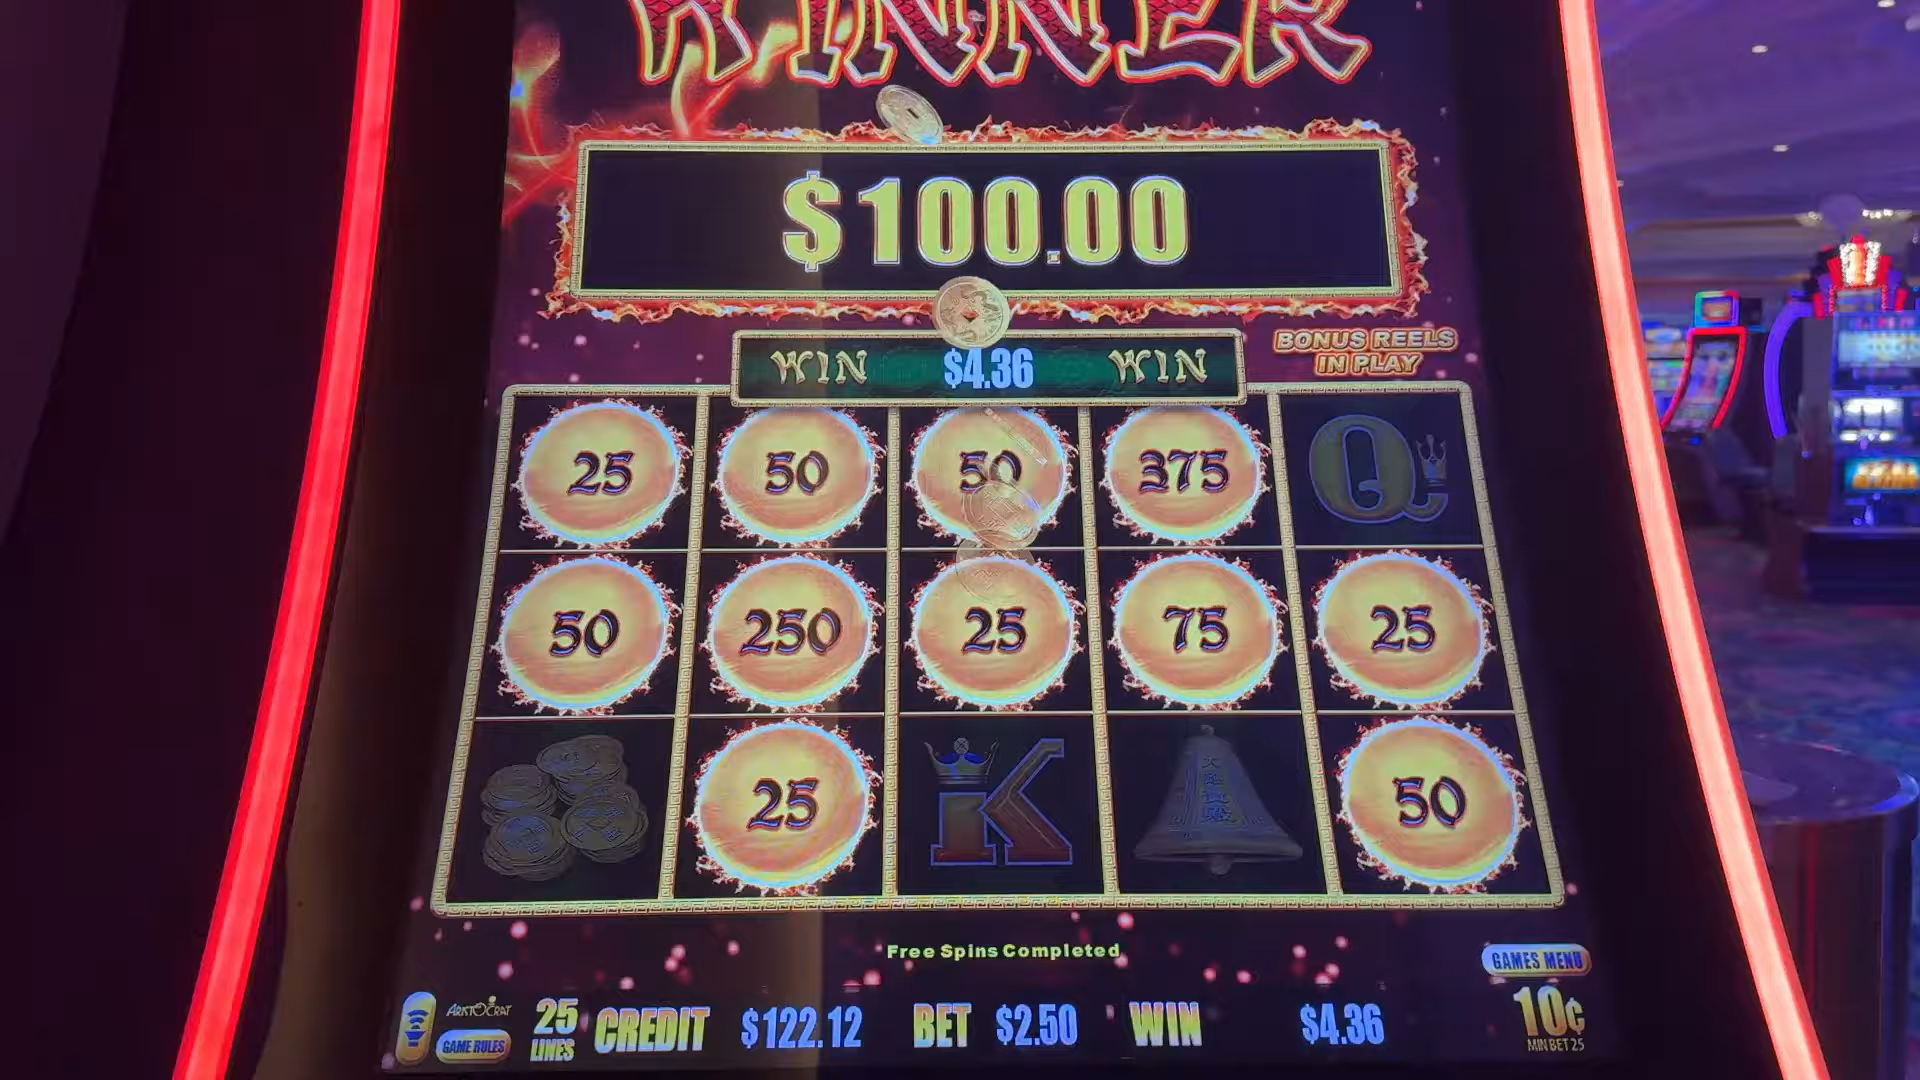 WINNER
$100.00
WIN $4.36 WIN
BONUS REELS
IN PLAY
25 50 50 375 Q
50 250 25 75 25
25 K 50
Free Spins Completed
GAMES MENU
ARISTOCRAT
GAME RULES
25
LINES
CREDIT $122.12 BET $2.50 WIN $4.36
10¢
MIN BET 25